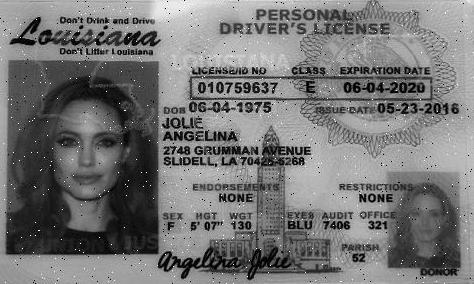 Don't Drink and Drive
Louisiana
Don't Litter Louisiana
PERSONAL
DRIVER'S LICENSE
LICENSE/ID NO CLASS EXPIRATION DATE
010759637 E 06-04-2020
DOB 06-04-1975 ISSUE DATE 05-23-2016
JOLIE
ANGELINA
2748 GRUMMAN AVENUE
SLIDELL, LA 70425-5268
ENDORSEMENTS RESTRICTIONS
NONE NONE
SEX HGT WGT EYES AUDIT OFFICE
F 5' 07" 130 BLU 7406 321
PARISH
52
Angelina Jolie
DONOR